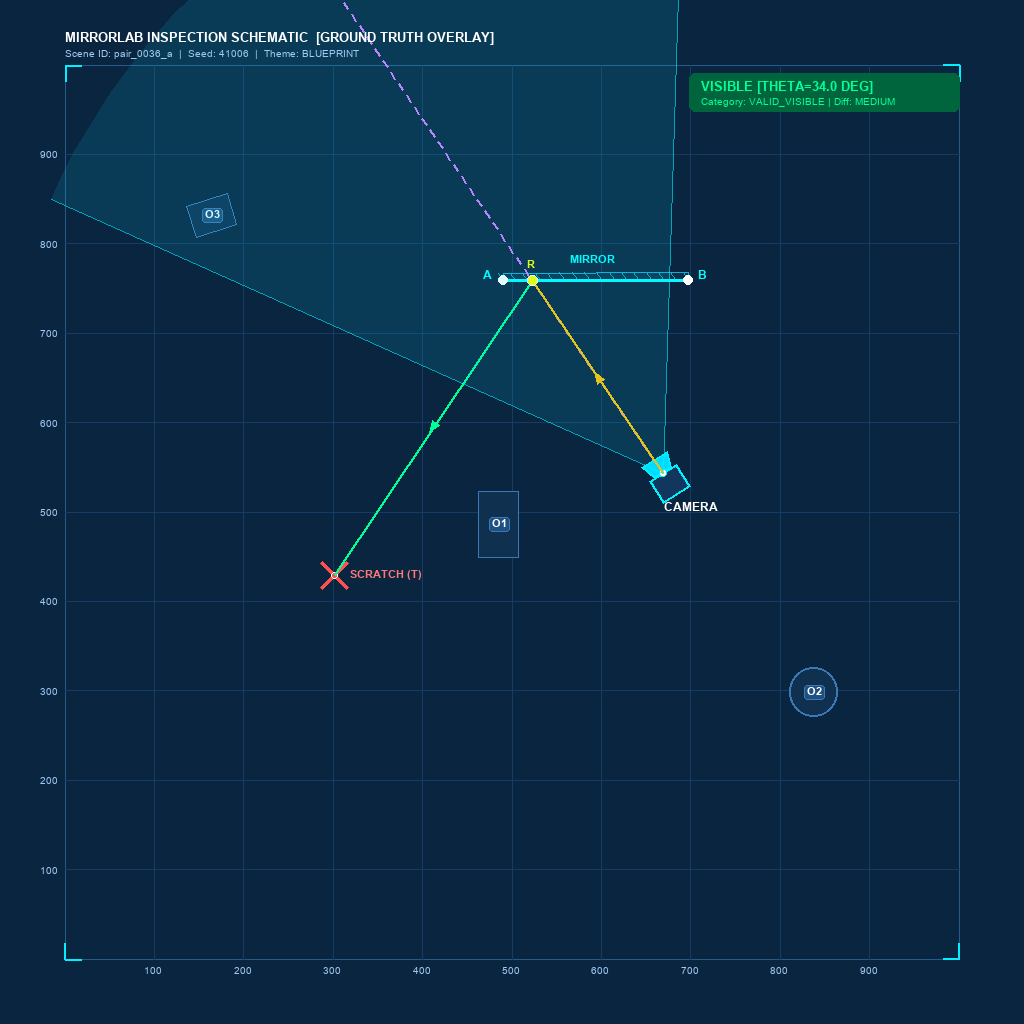 MIRRORLAB INSPECTION SCHEMATIC  [GROUND TRUTH OVERLAY]
Scene ID: pair_0036_a  |  Seed: 41006  |  Theme: BLUEPRINT
VISIBLE [THETA=34.0 DEG]
Category: VALID_VISIBLE | Diff: MEDIUM
900
O3
800
R
MIRROR
A
B
700
600
CAMERA
500
O1
SCRATCH (T)
400
300
O2
200
100
100
200
300
400
500
600
700
800
900